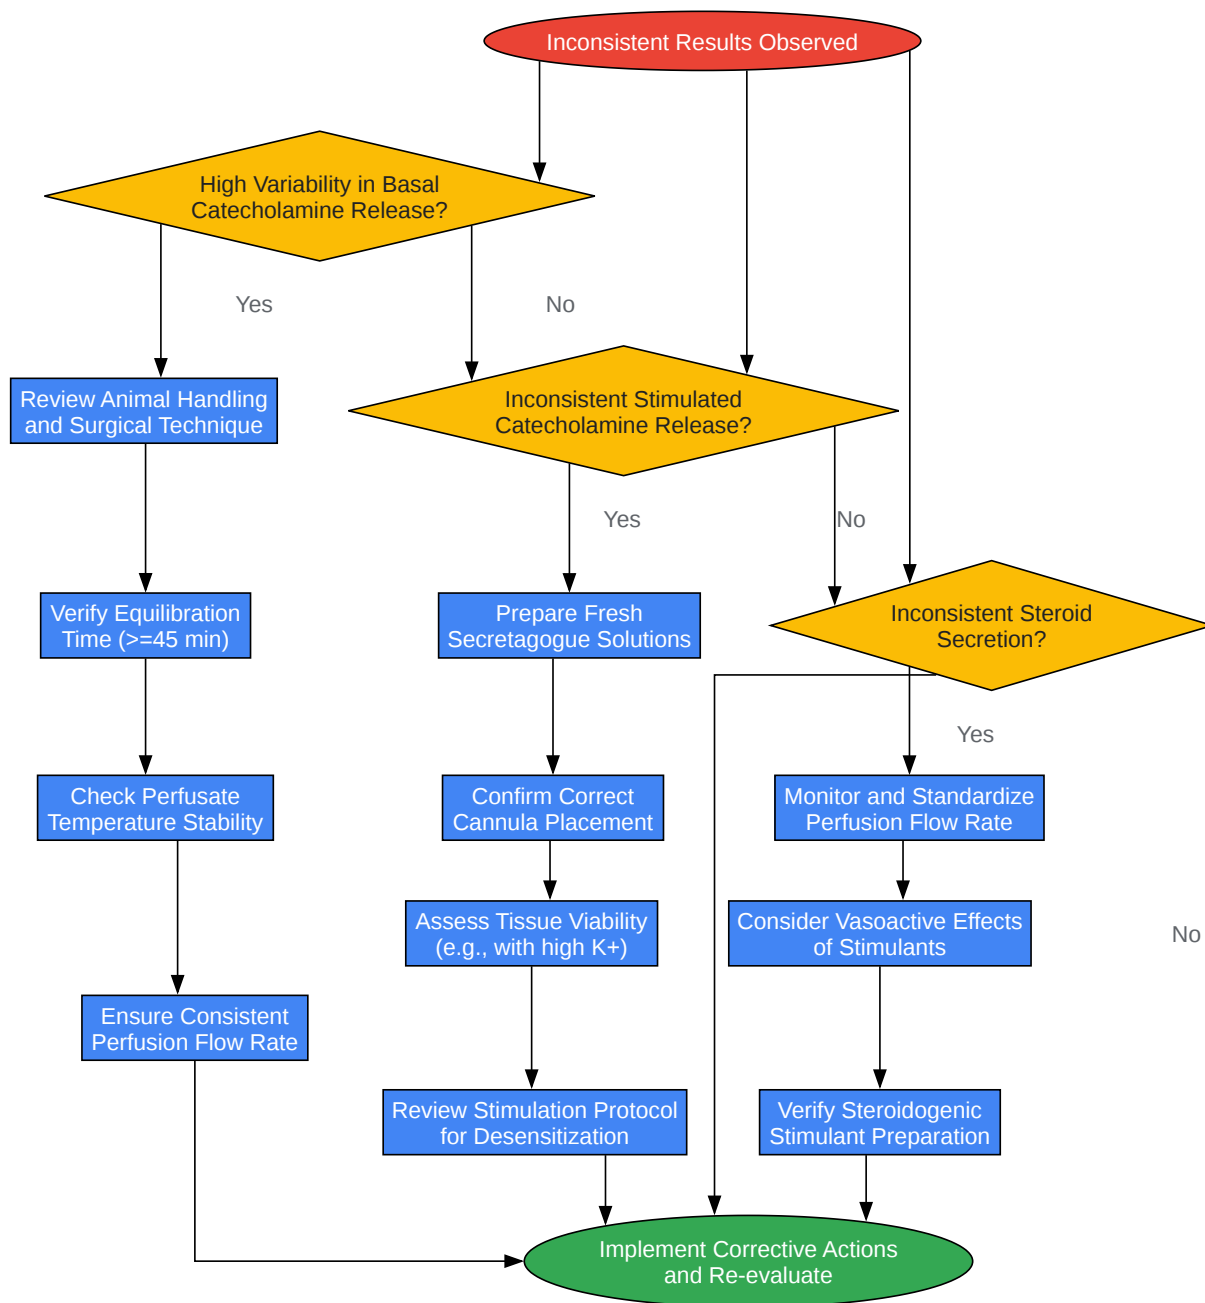 Inconsistent Results Observed
High Variability in Basal
Catecholamine Release?
Yes
No
Review Animal Handling
and Surgical Technique
Inconsistent Stimulated
Catecholamine Release?
Yes
No
Verify Equilibration
Time (>=45 min)
Prepare Fresh
Secretagogue Solutions
Inconsistent Steroid
Secretion?
Yes
Check Perfusate
Temperature Stability
Confirm Correct
Cannula Placement
Monitor and Standardize
Perfusion Flow Rate
Assess Tissue Viability
(e.g., with high K+)
Consider Vasoactive Effects
of Stimulants
No
Ensure Consistent
Perfusion Flow Rate
Review Stimulation Protocol
for Desensitization
Verify Steroidogenic
Stimulant Preparation
Implement Corrective Actions
and Re-evaluate